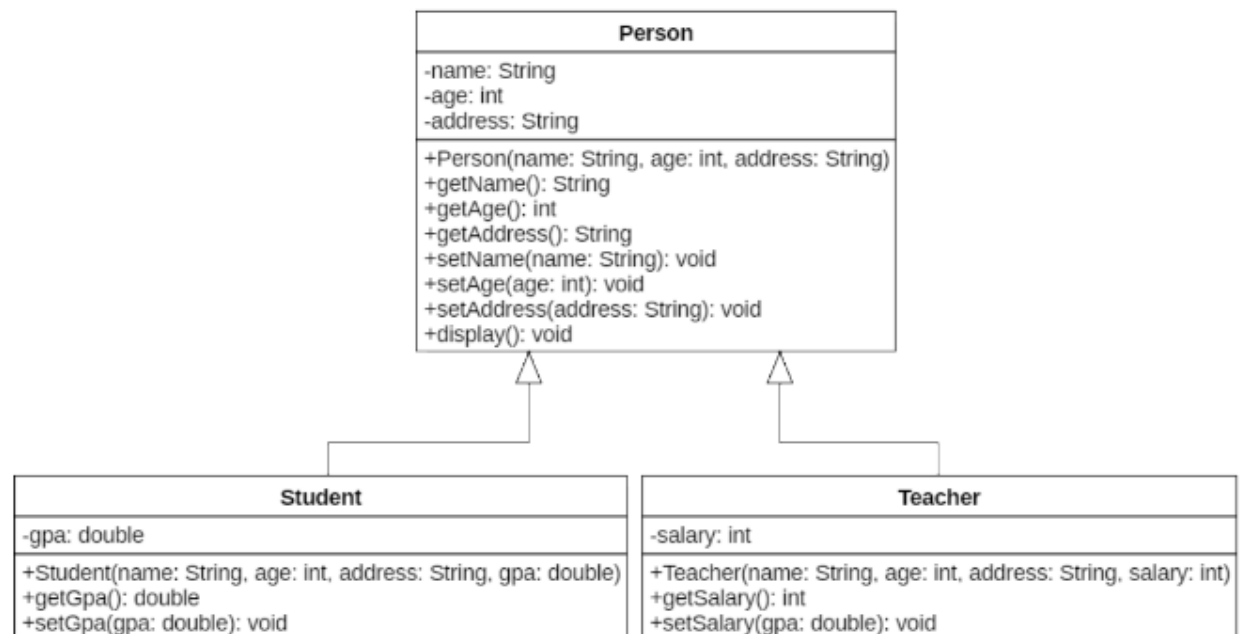 Person
-name: String
-age: int
-address: String
+Person(name: String, age: int, address: String)
+getName(): String
+getAge(): int
+getAddress(): String
+setName(name: String): void
+setAge(age: int): void
+setAddress(address: String): void
+display(): void
Student
-gpa: double
+Student(name: String, age: int, address: String, gpa: double)
+getGpa(): double
+setGpa(gpa: double): void
Teacher
-salary: int
+Teacher(name: String, age: int, address: String, salary: int)
+getSalary(): int
+setSalary(gpa: double): void